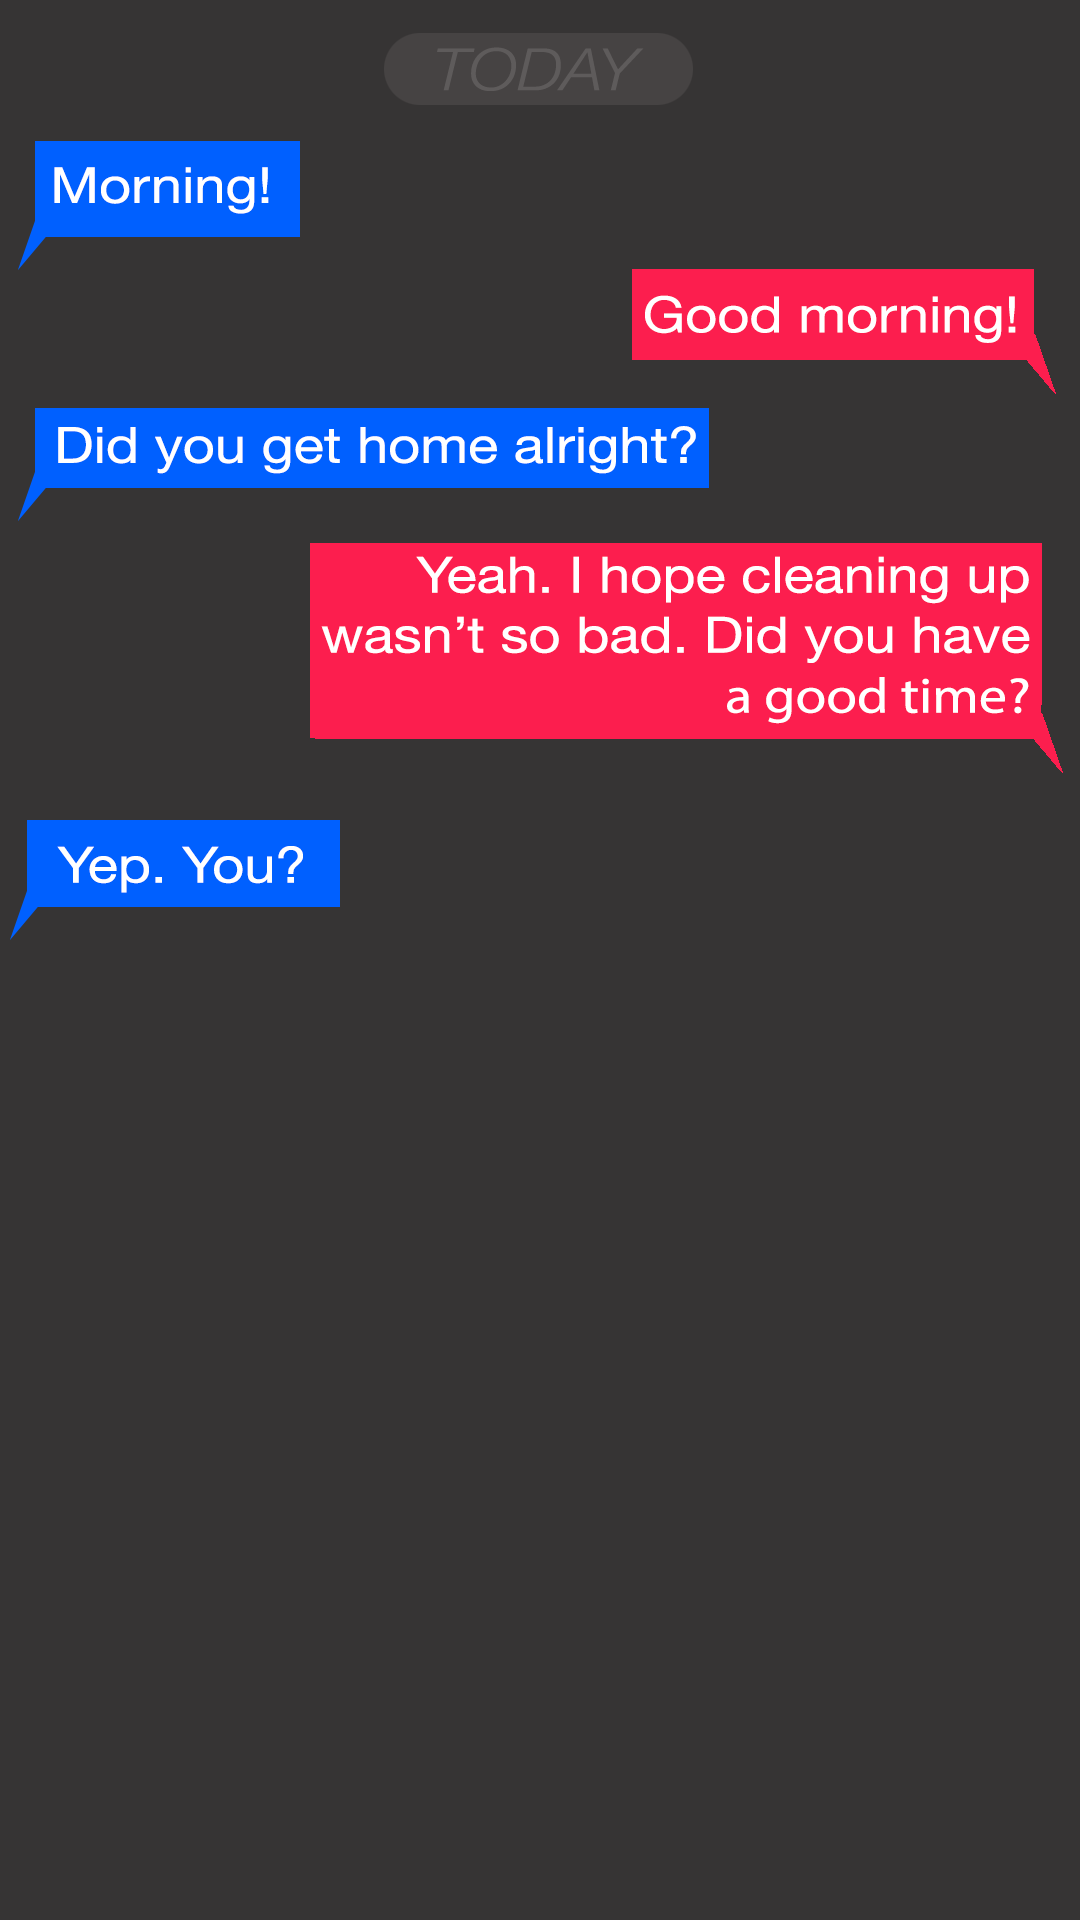 TODAY
Morning!
Good morning!
Did you get home alright?
Yeah. I hope cleaning up
wasn’t so bad. Did you have
a good time?
Yep. You?